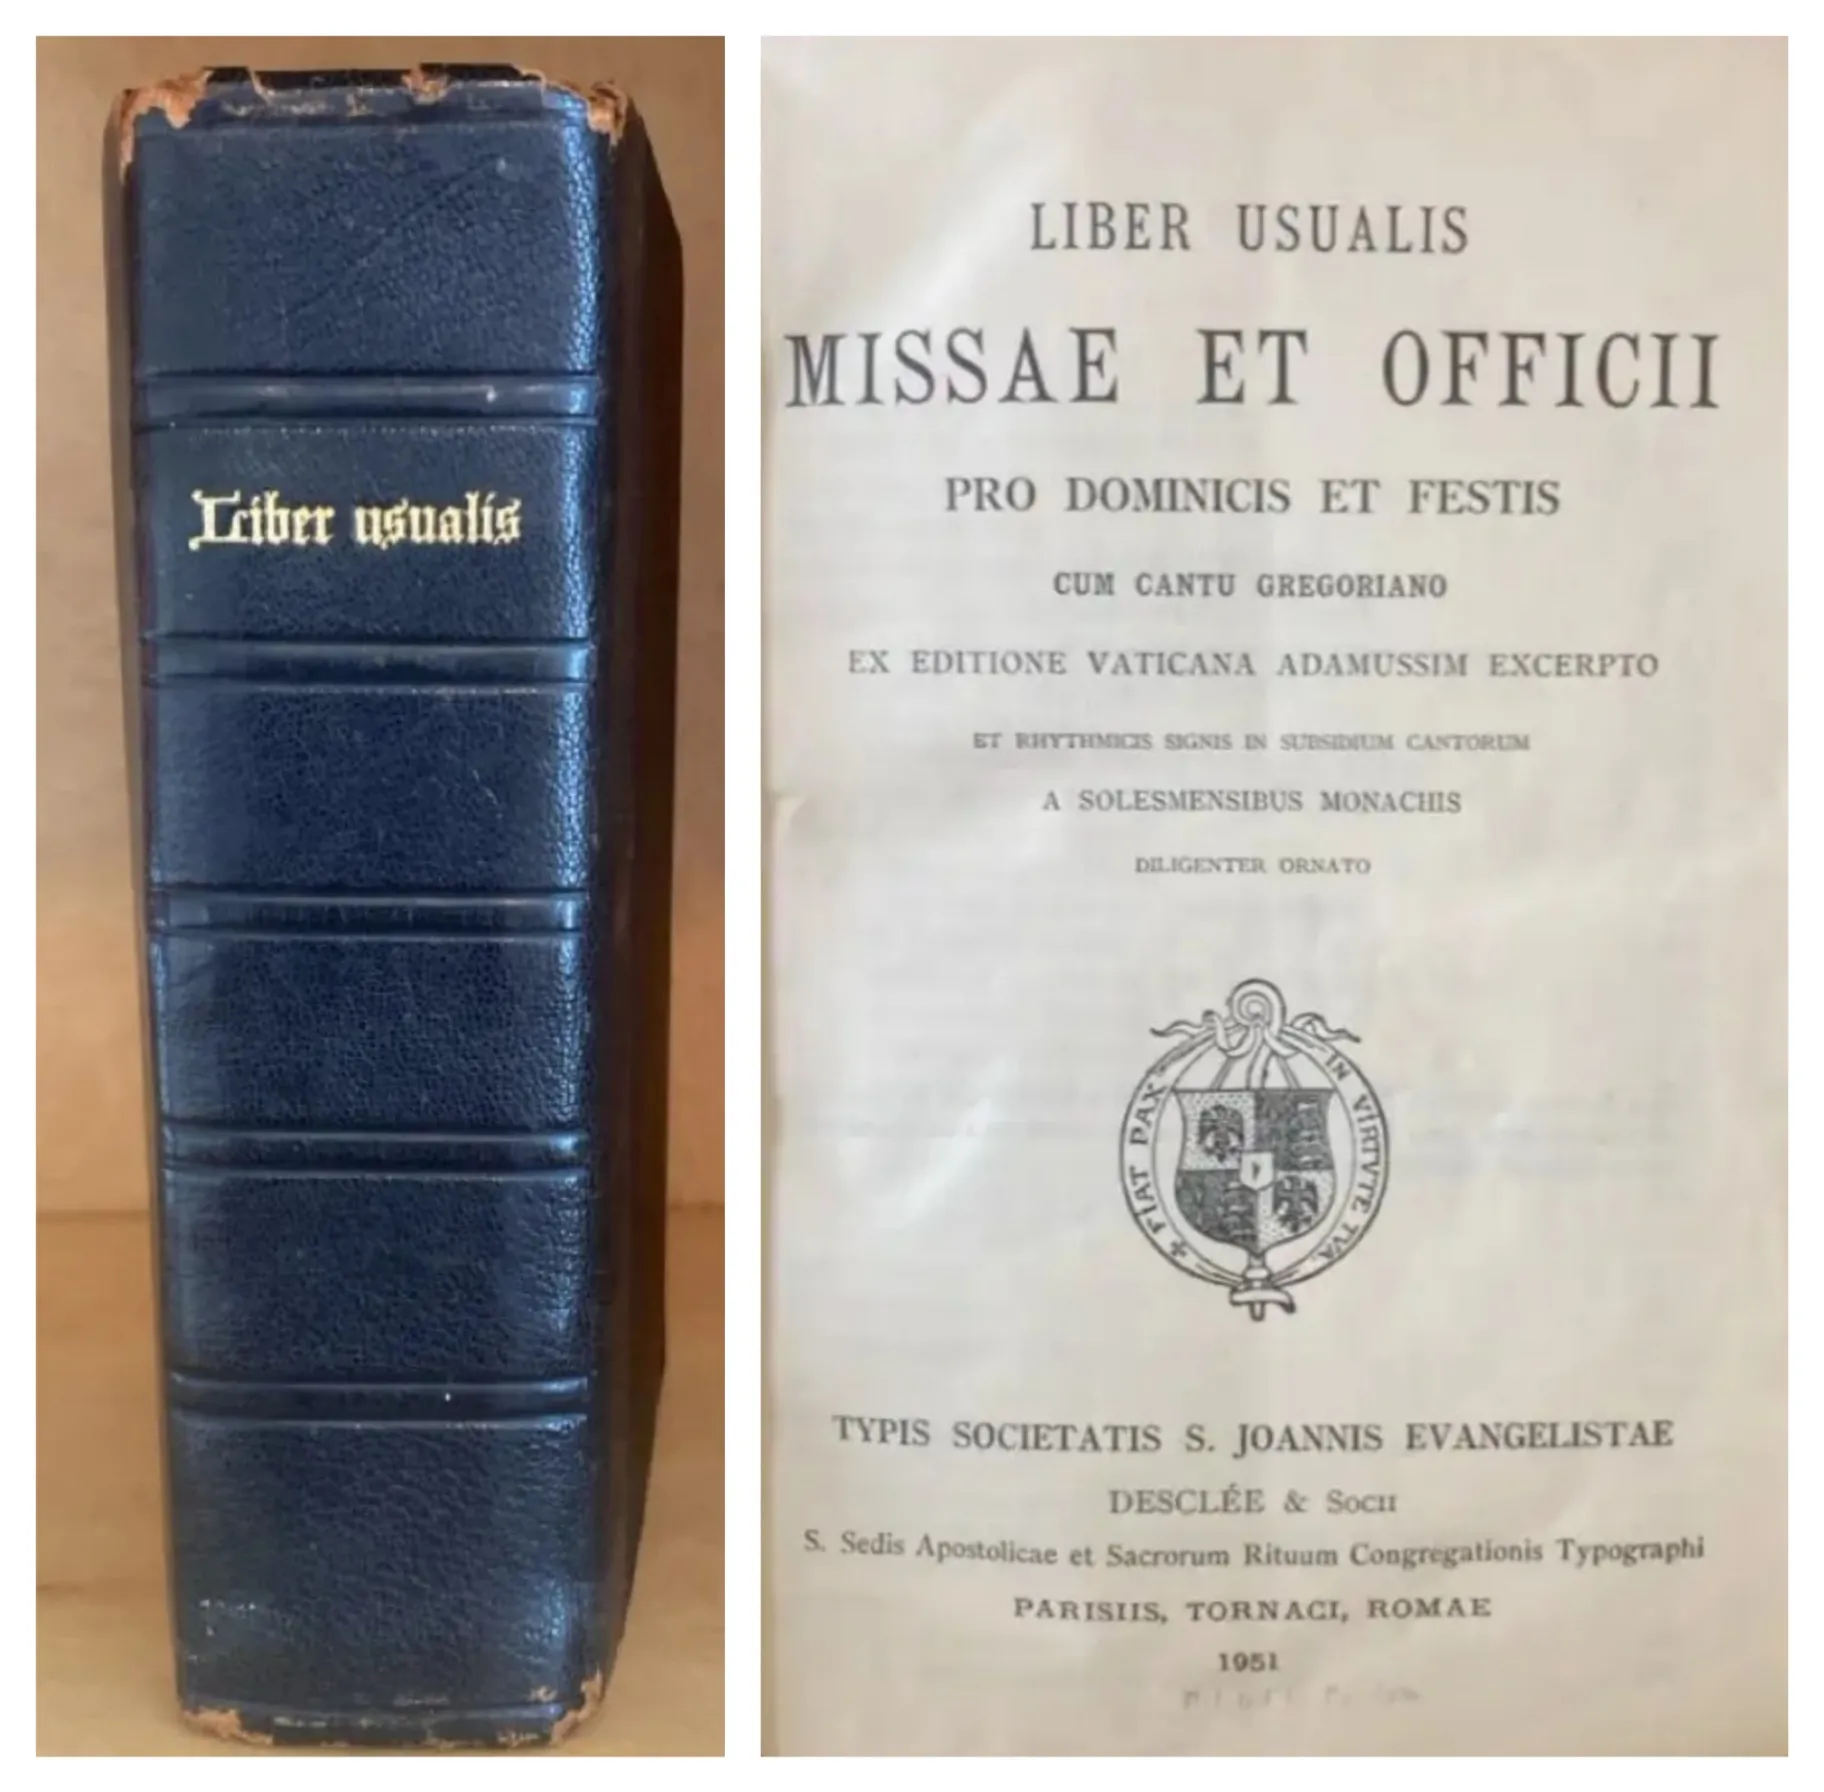 Liber usualis
LIBER USUALIS
MISSAE ET OFFICII
PRO DOMINICIS ET FESTIS
CUM CANTU GREGORIANO
EX EDITIONE VATICANA ADAMUSSIM EXCERPTO
ET RHYTHMICIS SIGNIS IN SUBSIDIUM CANTORUM
A SOLESMENSIBUS MONACHIS
DILIGENTER ORNATO
✠ FIAT PAX IN VIRTVTE TVA.
TYPIS SOCIETATIS S. JOANNIS EVANGELISTAE
DESCLÉE & SOCII
S. Sedis Apostolicae et Sacrorum Rituum Congregationis Typographi
PARISIIS, TORNACI, ROMAE
1951